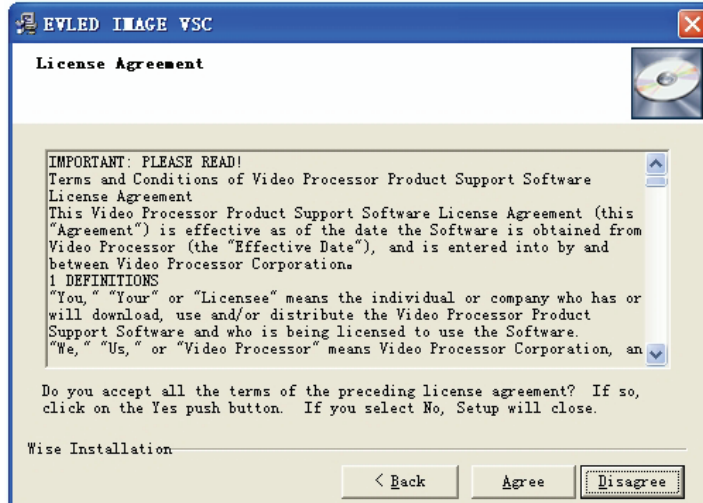 EVLED IMAGE VSC
License Agreement
IMPORTANT: PLEASE READ!
Terms and Conditions of Video Processor Product Support Software
License Agreement
This Video Processor Product Support Software License Agreement (this
"Agreement") is effective as of the date the Software is obtained from
Video Processor (the "Effective Date"), and is entered into by and
between Video Processor Corporation。
1 DEFINITIONS
"You," "Your" or "Licensee" means the individual or company who has or
will download, use and/or distribute the Video Processor Product
Support Software and who is being licensed to use the Software.
"We," "Us," or "Video Processor" means Video Processor Corporation, an
Do you accept all the terms of the preceding license agreement? If so,
click on the Yes push button. If you select No, Setup will close.
Wise Installation
< Back
Agree
Disagree